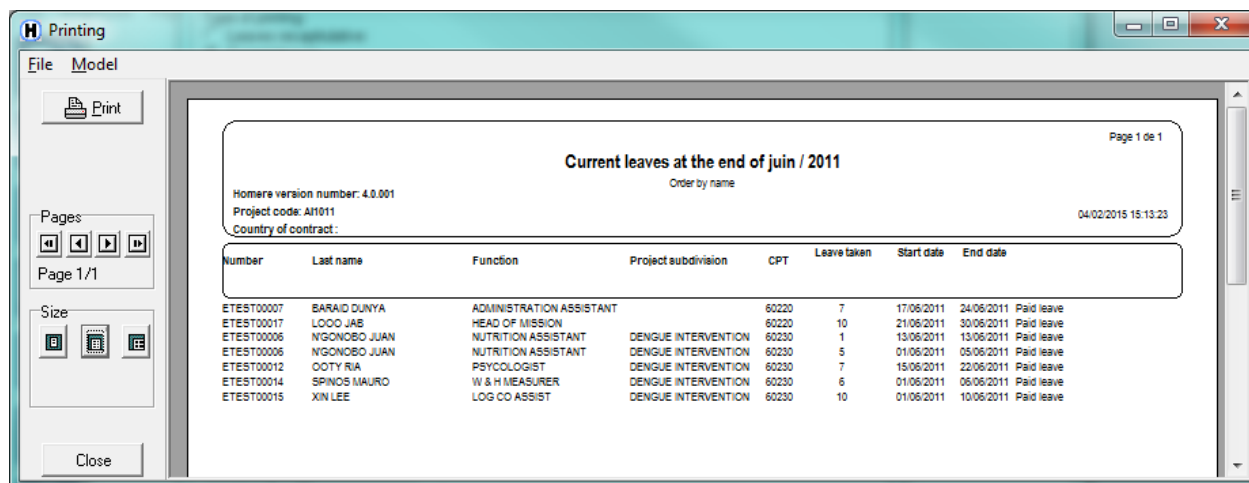 Printing
File Model
Print
Page 1 de 1
Current leaves at the end of juin / 2011
Order by name
Homere version number: 4.0.001
Project code: AI1011
04/02/2015 15:13:23
Country of contract :
Pages
Page 1/1
Size
Close
Number Last name Function Project subdivision CPT Leave taken Start date End date
ETEST00007 BARAID DUNYA ADMINISTRATION ASSISTANT 60220 7 17/06/2011 24/06/2011 Paid leave
ETEST00017 LOOO JAB HEAD OF MISSION 60220 10 21/06/2011 30/06/2011 Paid leave
ETEST00006 N'GONOBO JUAN NUTRITION ASSISTANT DENGUE INTERVENTION 60230 1 13/06/2011 13/06/2011 Paid leave
ETEST00006 N'GONOBO JUAN NUTRITION ASSISTANT DENGUE INTERVENTION 60230 5 01/06/2011 05/06/2011 Paid leave
ETEST00012 OOTY RIA PSYCOLOGIST DENGUE INTERVENTION 60230 7 15/06/2011 22/06/2011 Paid leave
ETEST00014 SPINOS MAURO W & H MEASURER DENGUE INTERVENTION 60230 6 01/06/2011 06/06/2011 Paid leave
ETEST00015 XIN LEE LOG CO ASSIST DENGUE INTERVENTION 60230 10 01/06/2011 10/06/2011 Paid leave